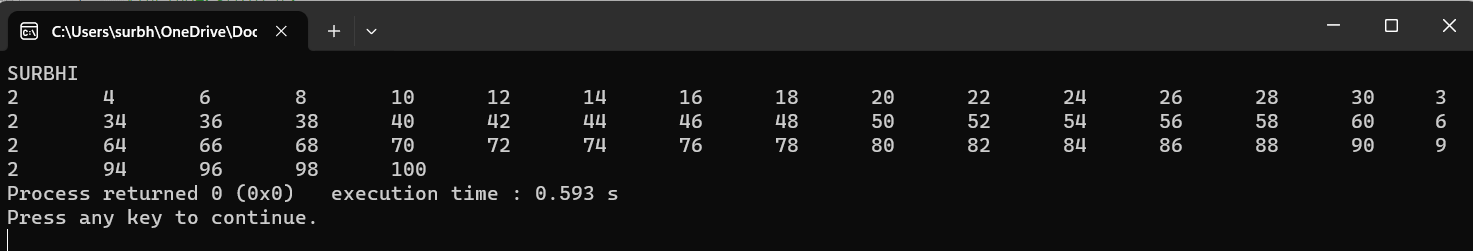 C:\Users\surbh\OneDrive\Doc
SURBHI
2 4 6 8 10 12 14 16 18 20 22 24 26 28 30 3
2 34 36 38 40 42 44 46 48 50 52 54 56 58 60 6
2 64 66 68 70 72 74 76 78 80 82 84 86 88 90 9
2 94 96 98 100
Process returned 0 (0x0)   execution time : 0.593 s
Press any key to continue.